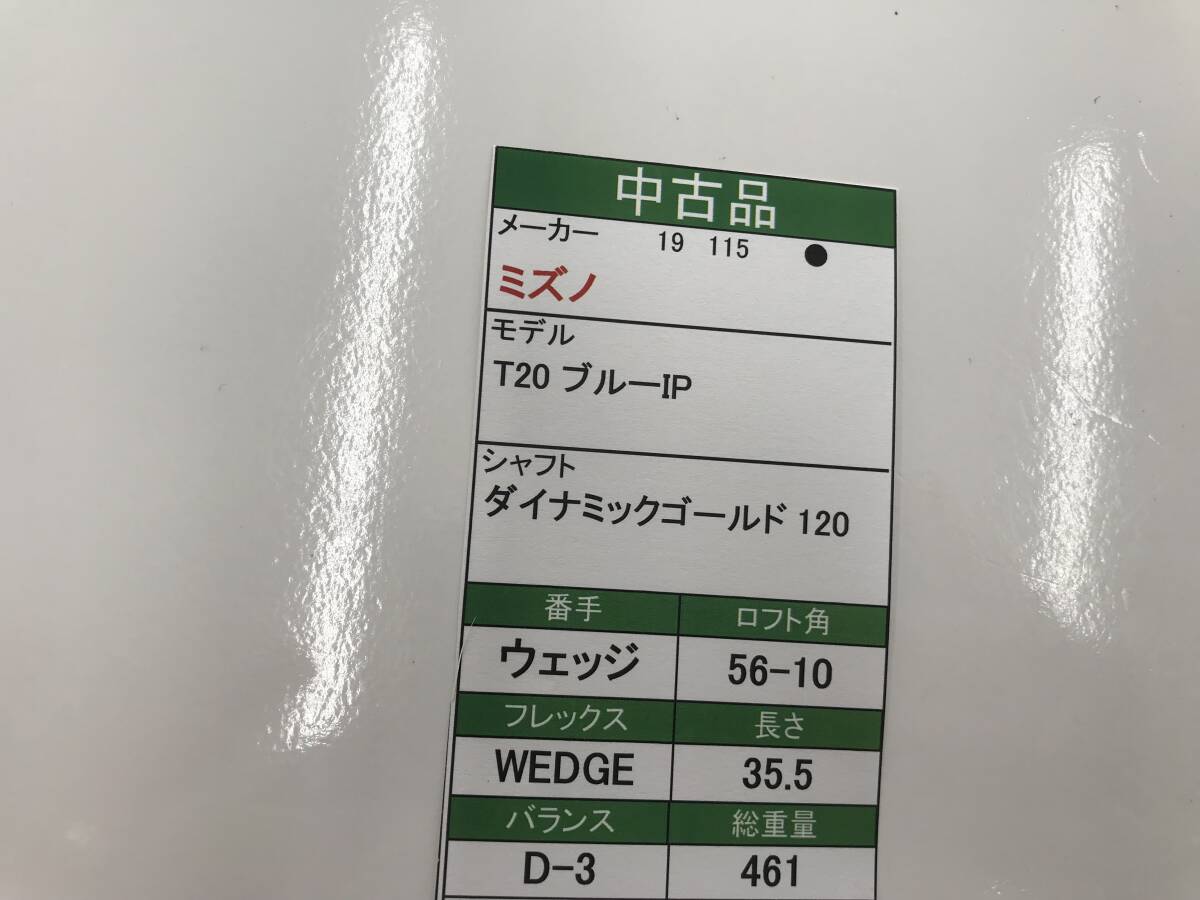 中古品
メーカー 19 115 ●
ミズノ
モデル
T20 ブルーIP
シャフト
ダイナミックゴールド 120
番手 ロフト角
ウェッジ 56-10
フレックス 長さ
WEDGE 35.5
バランス 総重量
D-3 461